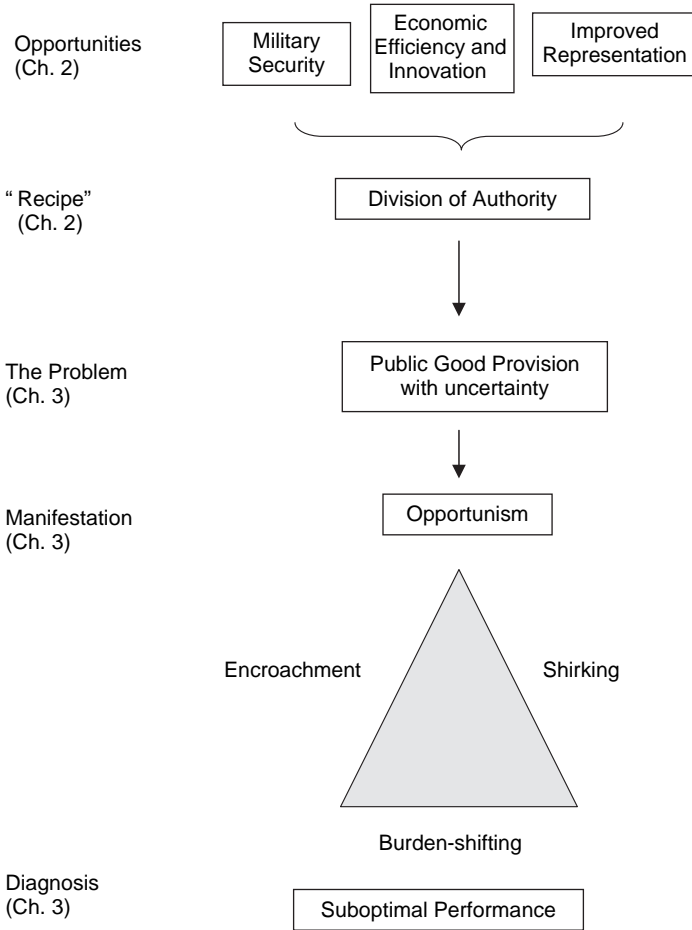 Opportunities
(Ch. 2)
Military
Security
Economic
Efficiency and
Innovation
Improved
Representation
“ Recipe”
(Ch. 2)
Division of Authority
The Problem
(Ch. 3)
Public Good Provision
with uncertainty
Manifestation
(Ch. 3)
Opportunism
Encroachment
Shirking
Burden-shifting
Diagnosis
(Ch. 3)
Suboptimal Performance